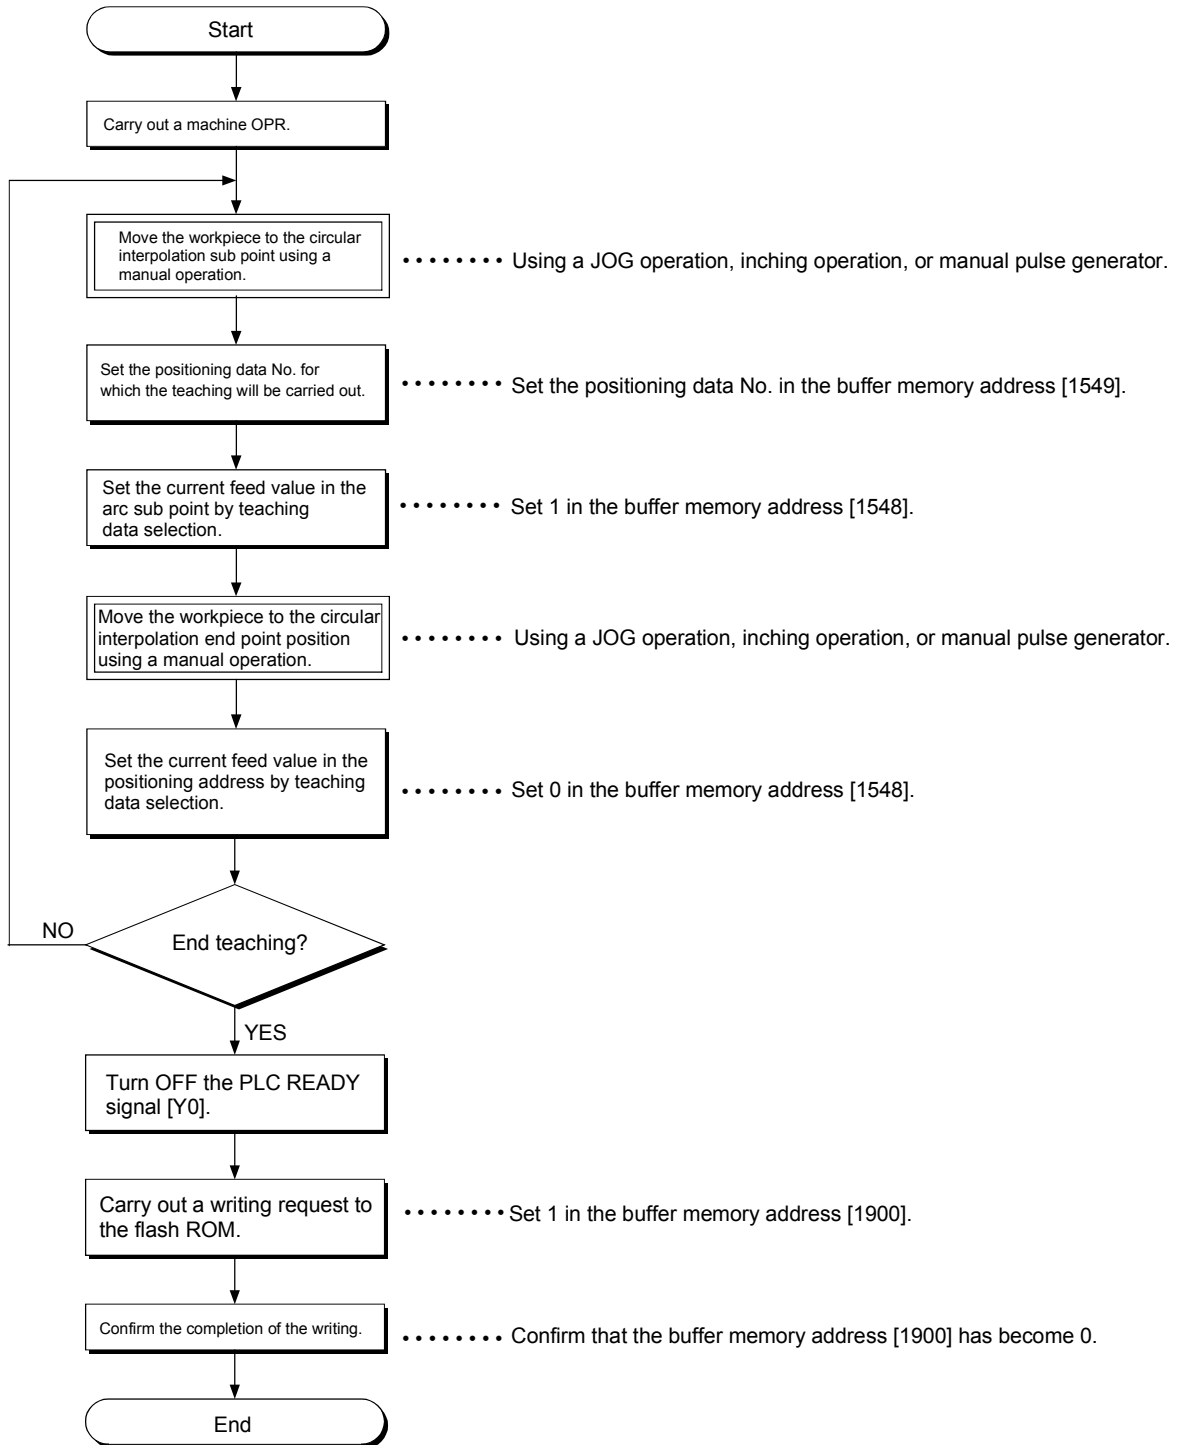 Start
Carry out a machine OPR.
Move the workpiece to the circular
interpolation sub point using a
manual operation.
• • • • • • • • Using a JOG operation, inching operation, or manual pulse generator.
Set the positioning data No. for
which the teaching will be carried out.
• • • • • • • • Set the positioning data No. in the buffer memory address [1549].
Set the current feed value in the
arc sub point by teaching
data selection.
• • • • • • • • Set 1 in the buffer memory address [1548].
Move the workpiece to the circular
interpolation end point position
using a manual operation.
• • • • • • • • Using a JOG operation, inching operation, or manual pulse generator.
Set the current feed value in the
positioning address by teaching
data selection.
• • • • • • • • Set 0 in the buffer memory address [1548].
NO
End teaching?
YES
Turn OFF the PLC READY
signal [Y0].
Carry out a writing request to
the flash ROM.
• • • • • • • • Set 1 in the buffer memory address [1900].
Confirm the completion of the writing.
• • • • • • • • Confirm that the buffer memory address [1900] has become 0.
End